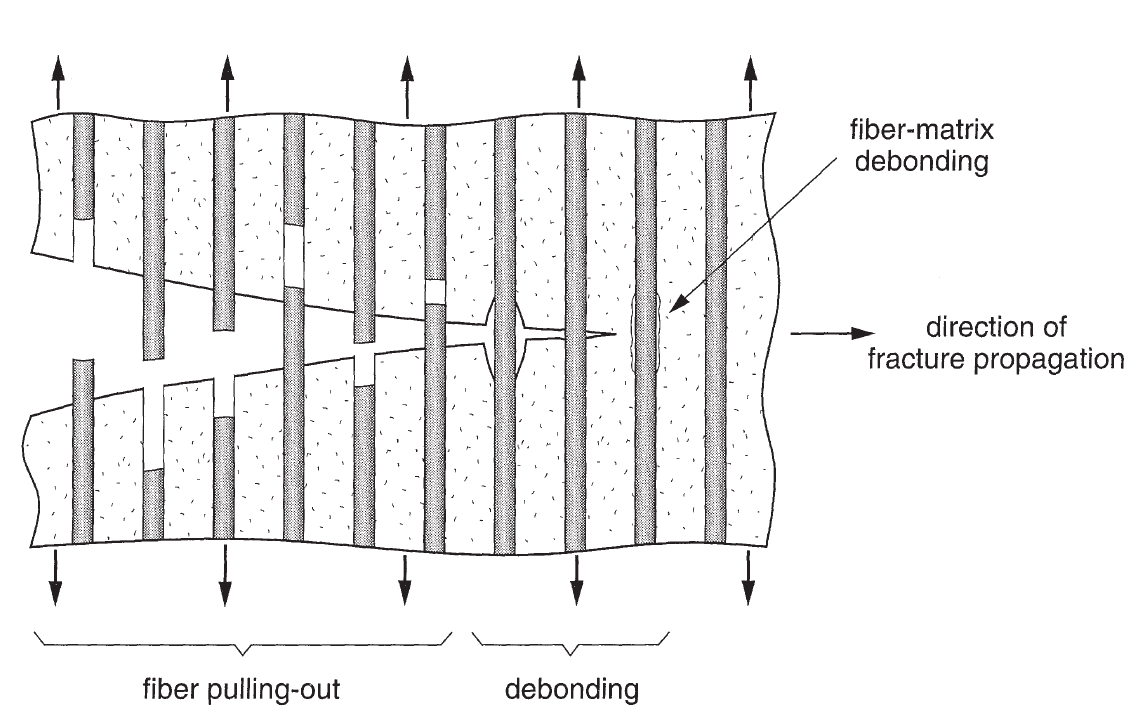 fiber-matrix
debonding
direction of
fracture propagation
fiber pulling-out
debonding